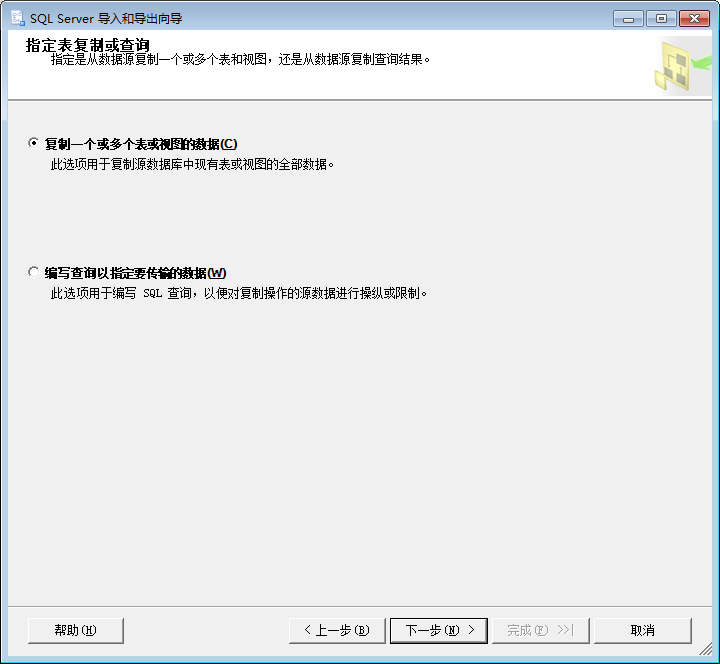 SQL Server 导入和导出向导
指定表复制或查询
指定是从数据源复制一个或多个表和视图，还是从数据源复制查询结果。
复制一个或多个表或视图的数据(C)
此选项用于复制源数据库中现有表或视图的全部数据。
编写查询以指定要传输的数据(W)
此选项用于编写 SQL 查询，以便对复制操作的源数据进行操纵或限制。
帮助(H) < 上一步(B) 下一步(N) > 完成(F) >>| 取消